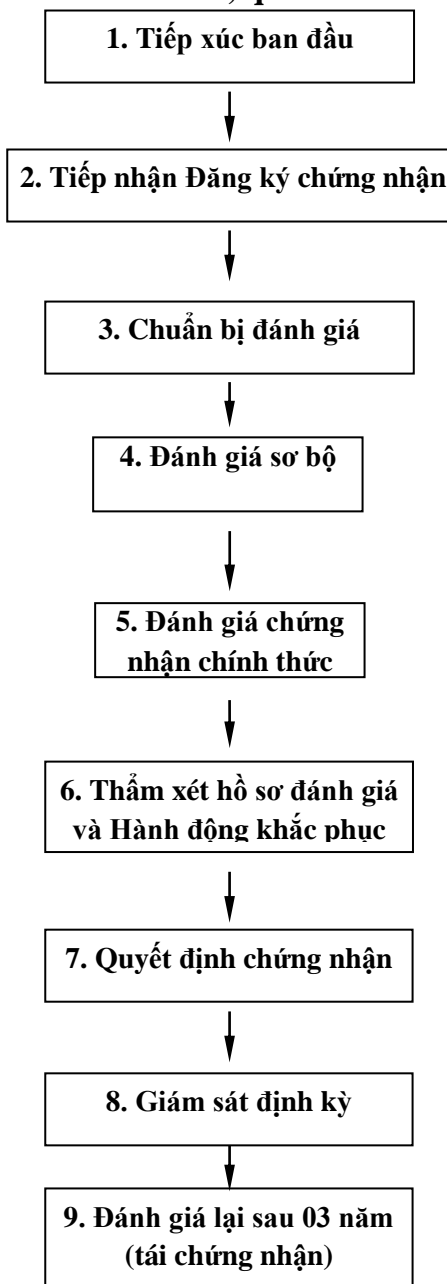 1. Tiếp xúc ban đầu
2. Tiếp nhận Đăng ký chứng nhận
3. Chuẩn bị đánh giá
4. Đánh giá sơ bộ
5. Đánh giá chứng
nhận chính thức
6. Thẩm xét hồ sơ đánh giá
và Hành động khắc phục
7. Quyết định chứng nhận
8. Giám sát định kỳ
9. Đánh giá lại sau 03 năm
(tái chứng nhận)